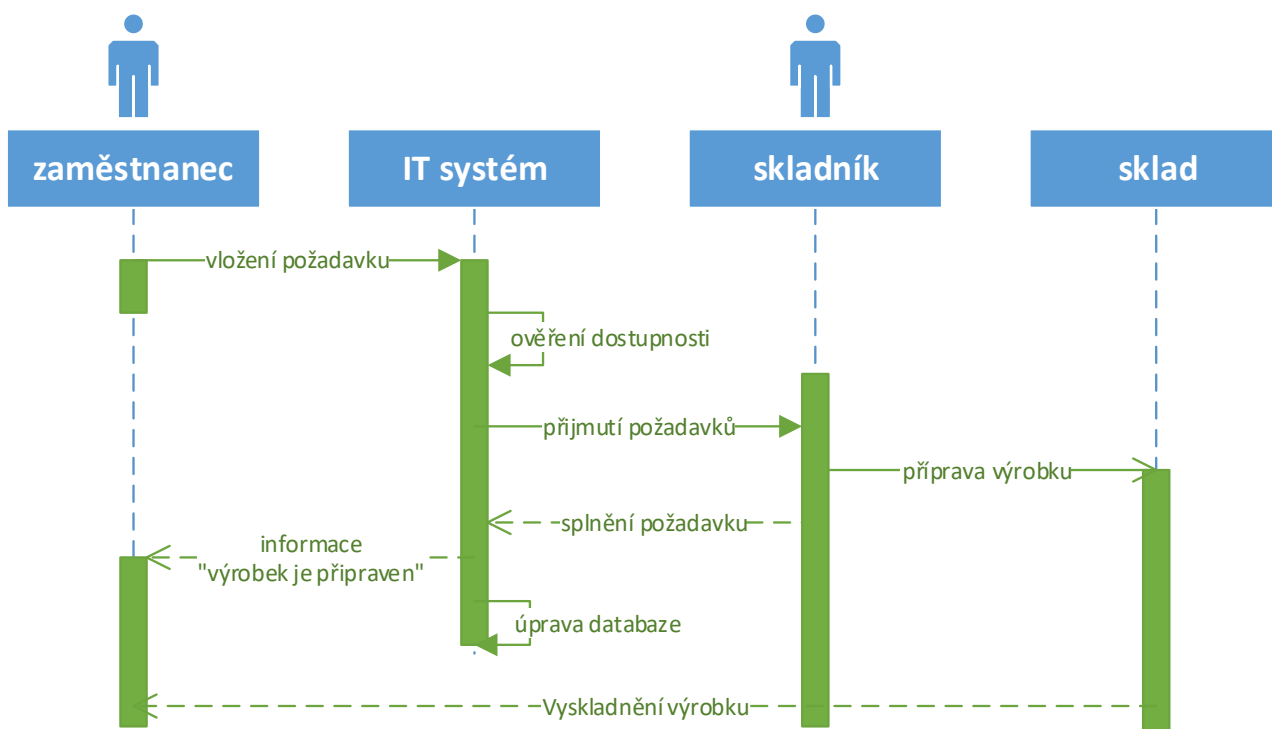 zaměstnanec
IT systém
skladník
sklad
vložení požadavku
ověření dostupnosti
přijmutí požadavků
příprava výrobku
splnění požadavku
informace
"výrobek je připraven"
úprava databaze
Vyskladnění výrobku